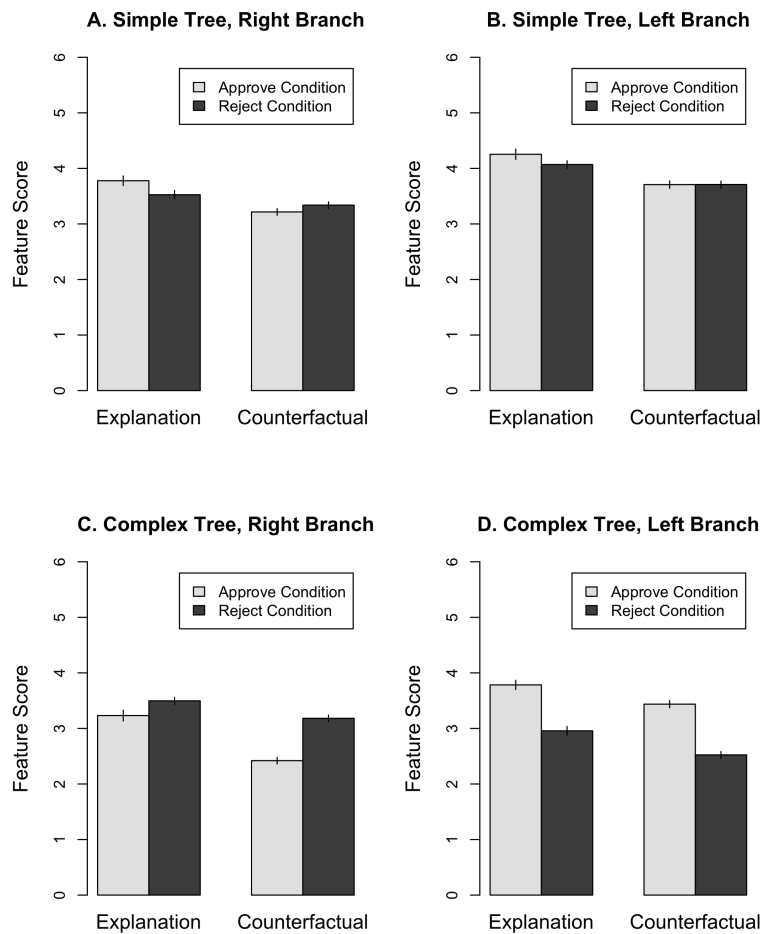 A. Simple Tree, Right Branch
6
5
4
3
2
1
0
Feature Score
Approve Condition
Reject Condition
Explanation
Counterfactual
B. Simple Tree, Left Branch
6
5
4
3
2
1
0
Feature Score
Approve Condition
Reject Condition
Explanation
Counterfactual
C. Complex Tree, Right Branch
6
5
4
3
2
1
0
Feature Score
Approve Condition
Reject Condition
Explanation
Counterfactual
D. Complex Tree, Left Branch
6
5
4
3
2
1
0
Feature Score
Approve Condition
Reject Condition
Explanation
Counterfactual